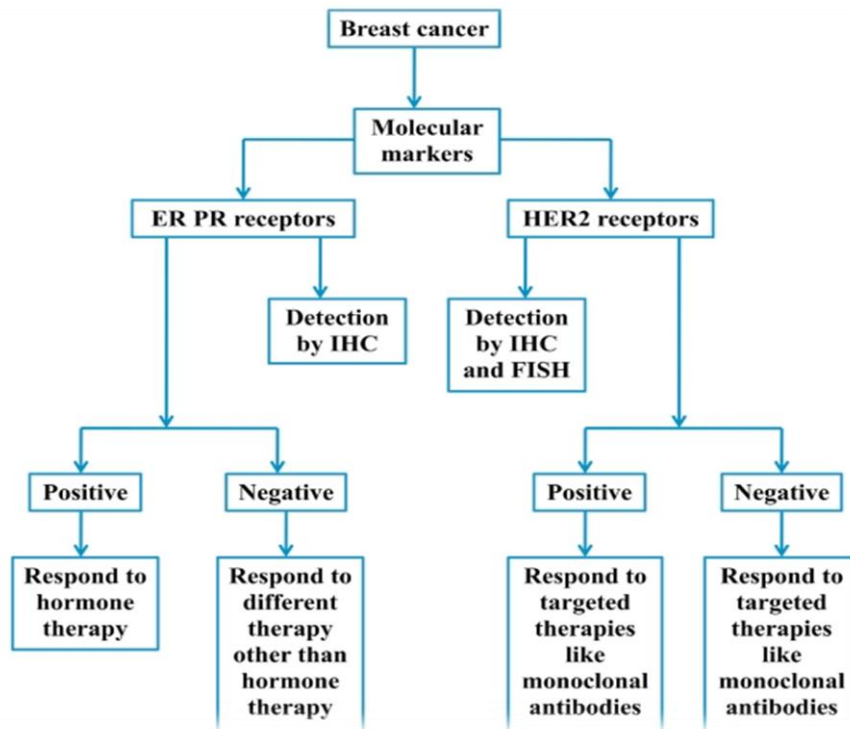 Breast cancer
Molecular
markers
ER PR receptors
HER2 receptors
Detection
by IHC
Detection
by IHC
and FISH
Positive
Negative
Positive
Negative
Respond to
hormone
therapy
Respond to
different
therapy
other than
hormone
therapy
Respond to
targeted
therapies
like
monoclonal
antibodies
Respond to
targeted
therapies
like
monoclonal
antibodies